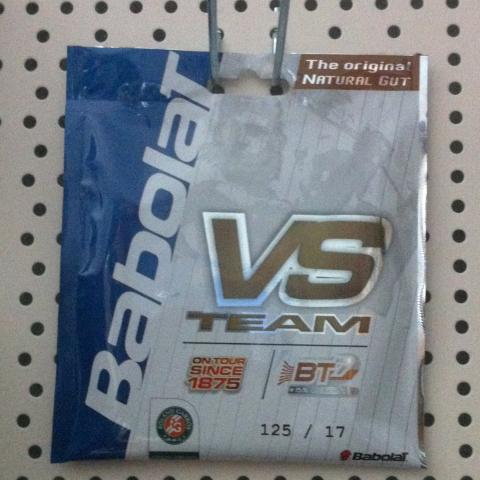 The original
NATURAL GUT
BabolaT
VS
TEAM
ON TOUR
SINCE
1875
BT
125 / 17
BabolaT